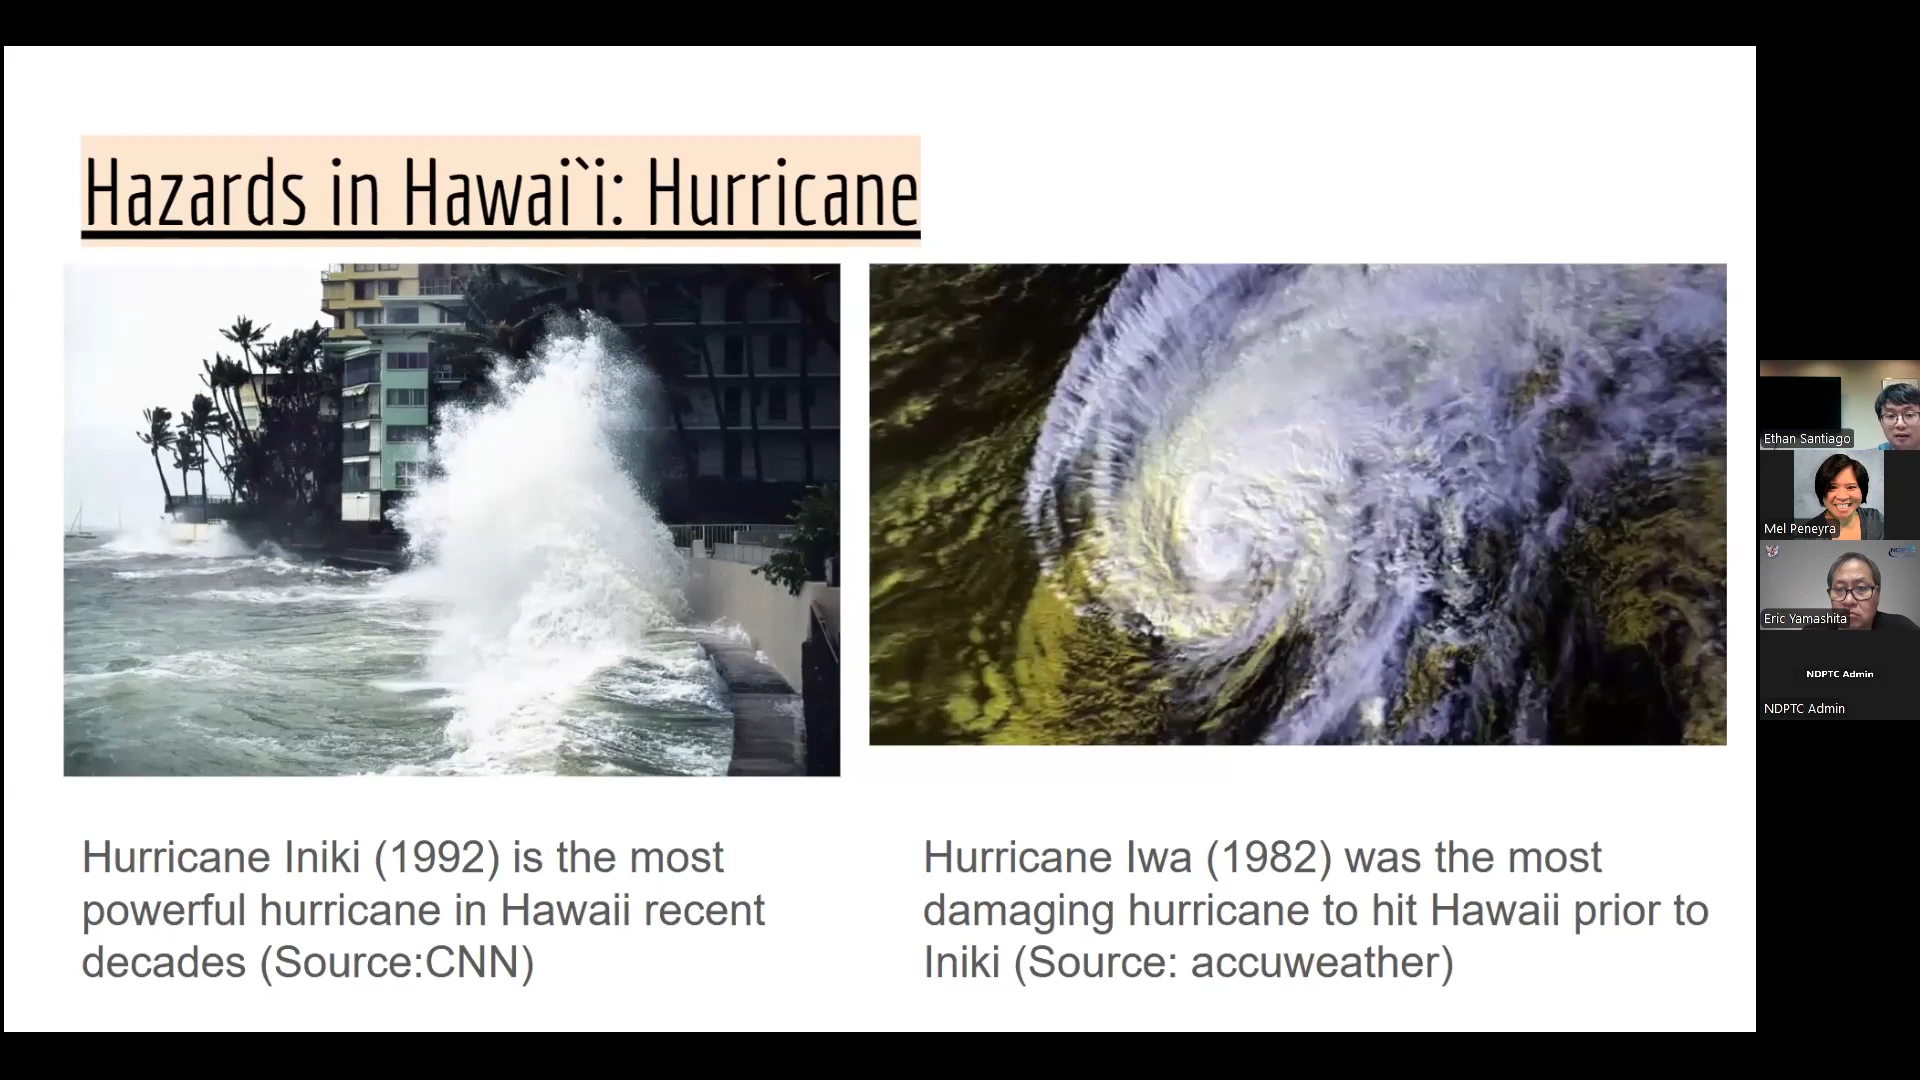 Hazards in Hawai`i: Hurricane
Hurricane Iniki (1992) is the most
powerful hurricane in Hawaii recent
decades (Source:CNN)
Hurricane Iwa (1982) was the most
damaging hurricane to hit Hawaii prior to
Iniki (Source: accuweather)
Ethan Santiago
Mel Peneyra
Eric Yamashita
NDPTC Admin
NDPTC Admin